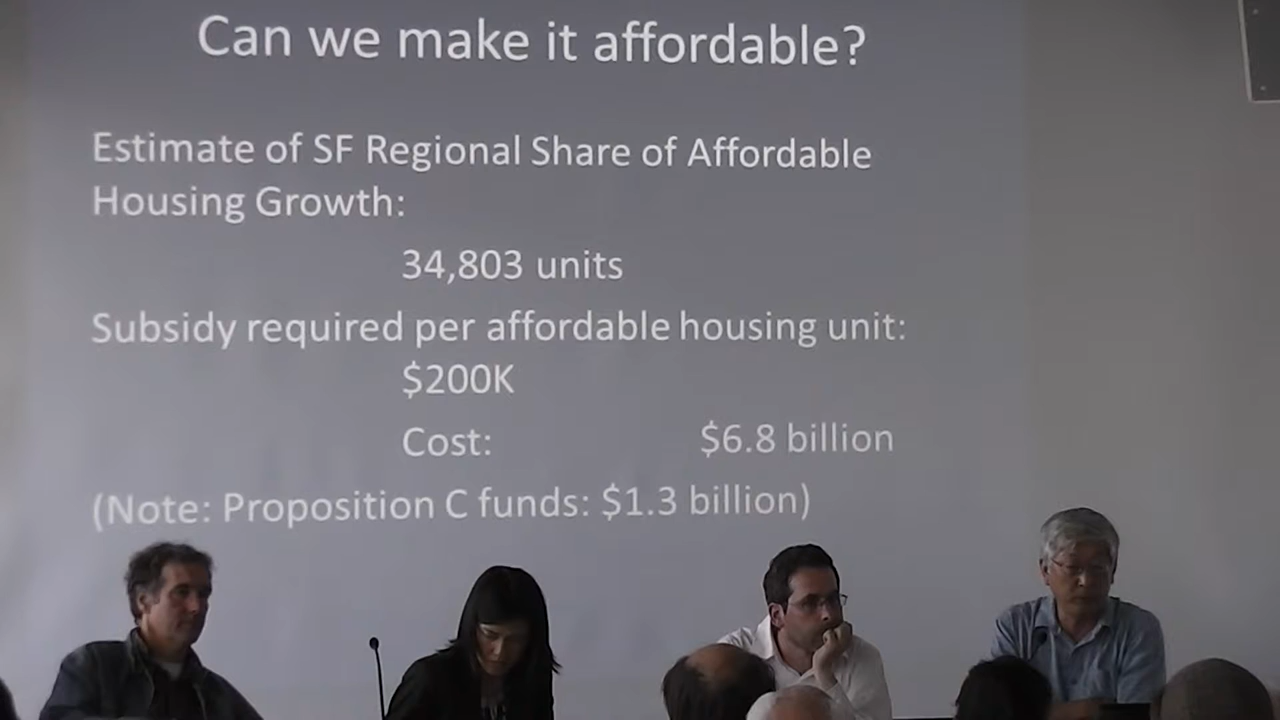 Can we make it affordable?
Estimate of SF Regional Share of Affordable
Housing Growth:
34,803 units
Subsidy required per affordable housing unit:
$200K
Cost: $6.8 billion
(Note: Proposition C funds: $1.3 billion)